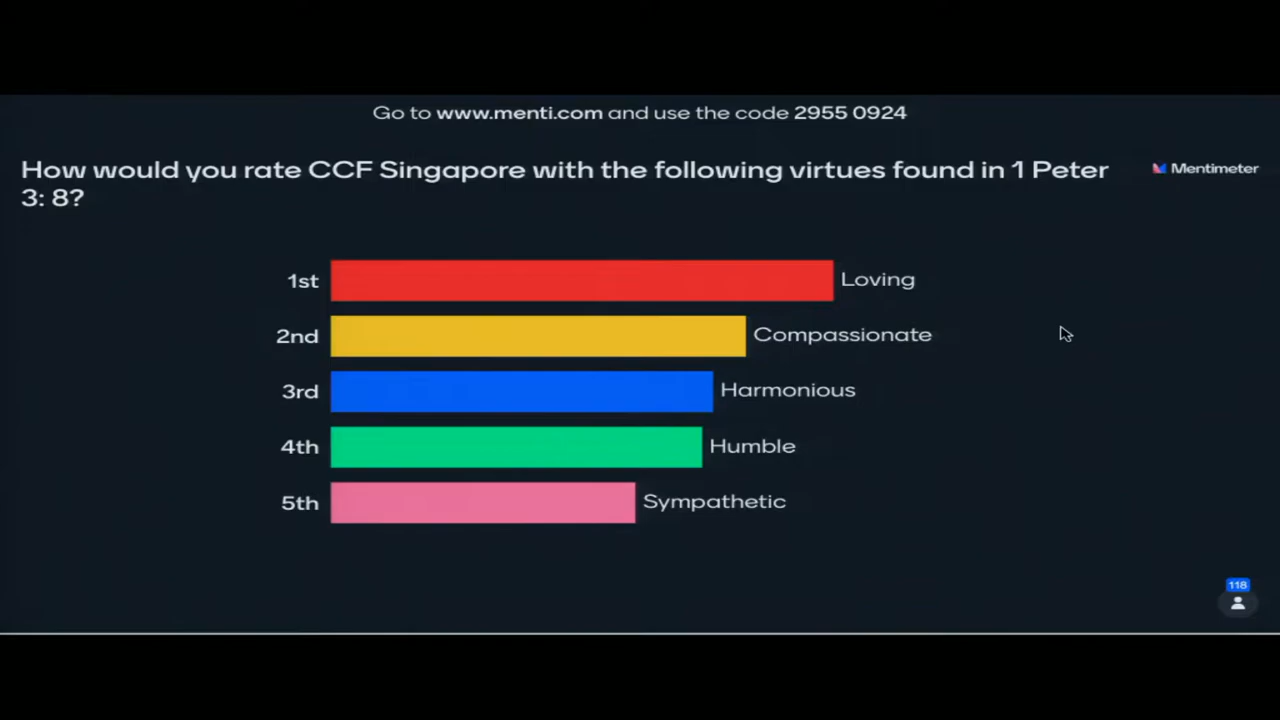 Go to www.menti.com and use the code 2955 0924
How would you rate CCF Singapore with the following virtues found in 1 Peter
3: 8?
Mentimeter
1st Loving
2nd Compassionate
3rd Harmonious
4th Humble
5th Sympathetic
118